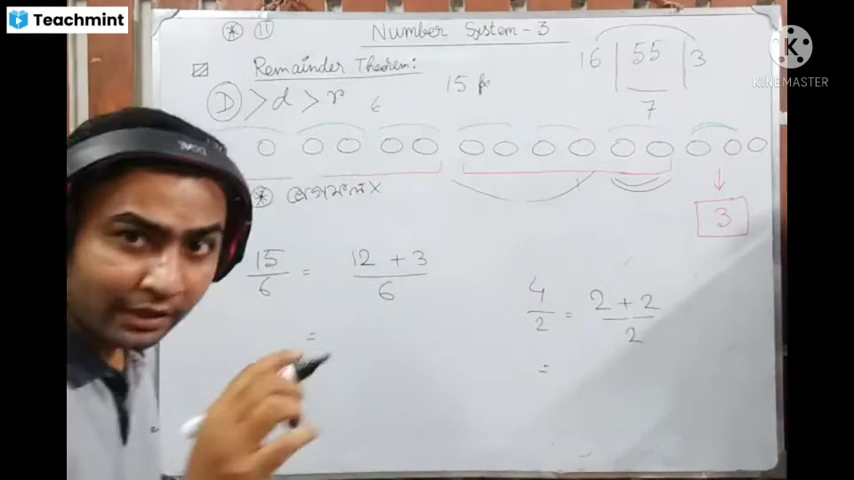 Teachmint
KINEMASTER
* 11 Number System - 3
Remainder Theorem:
D > d > r
6
15
16 | 55 | 3
7
3
*
15/6 = (12 + 3)/6
=
4/2 = (2 + 2)/2
=